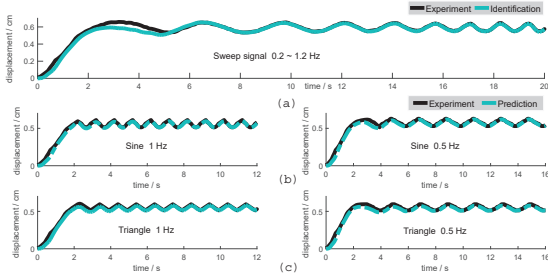 Experiment Identification
displacement / cm
0.6
0.4
0.2
0
Sweep signal 0.2 ~ 1.2 Hz
time / s
0 2 4 6 8 10 12 14 16 18 20
(a)
Experiment Prediction
displacement / cm
0.5
0
Sine 1 Hz
0 2 4 6 8 10 12
time / s
displacement / cm
0.5
0
Sine 0.5 Hz
0 2 4 6 8 10 12 14 16
time / s
(b)
displacement / cm
0.5
0
Triangle 1 Hz
0 2 4 6 8 10 12
time / s
displacement / cm
0.5
0
Triangle 0.5 Hz
0 2 4 6 8 10 12 14 16
time / s
(c)